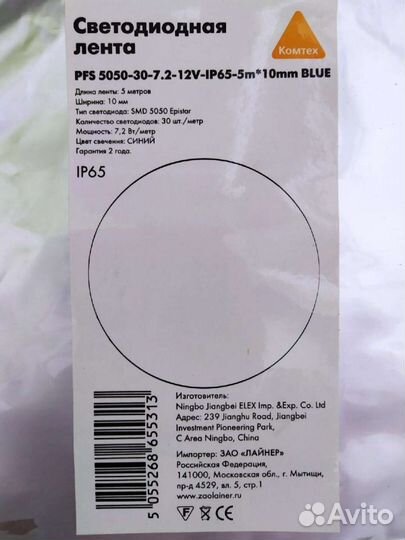 Светодиодная
лента
Комтех
PFS 5050-30-7.2-12V-IP65-5m*10mm BLUE
Длина ленты: 5 метров
Ширина: 10 мм
Тип светодиода: SMD 5050 Epistar
Количество светодиодов: 30 шт./метр
Мощность: 7,2 Вт/метр
Цвет свечения: СИНИЙ
Гарантия 2 года.
IP65
5 055268 655313
Изготовитель:
Ningbo Jiangbei ELEX Imp. &Exp. Co. Ltd
Adress: 239 Jianghu Road, Jiangbei
Investment Pioneering Park,
C Area Ningbo, China
Импортер: ЗАО «ЛАЙНЕР»
Российская Федерация,
141000, Московская обл., г. Мытищи,
пр-д 4529, вл. 5, стр.1
www.zaolainer.ru
F CE
Avito